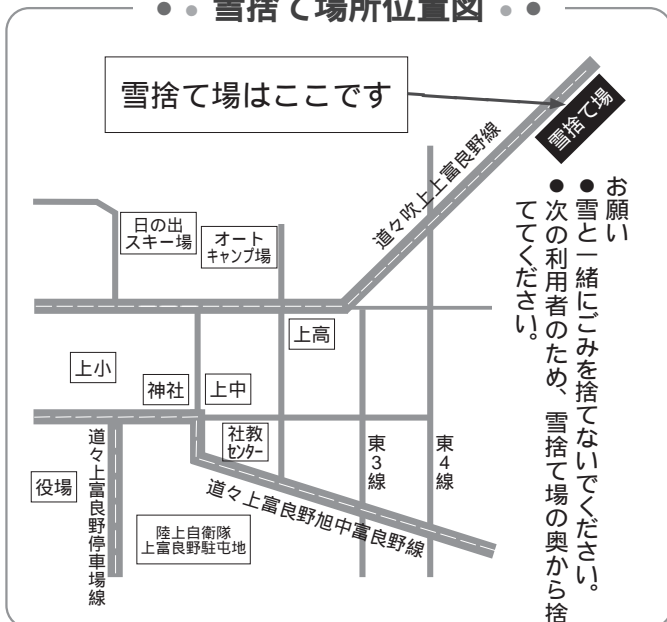 雪捨て場所位置図
雪捨て場はここです
雪捨て場
道々吹上上富良野線
日の出
スキー場
オート
キャンプ場
上高
上小
神社
上中
社教
センター
役場
道々上富良野停車場線
陸上自衛隊
上富良野駐屯地
道々上富良野旭中富良野線
東3線
東4線
お願い
●雪と一緒にごみを捨てないでください。
●次の利用者のため、雪捨て場の奥から捨
ててください。